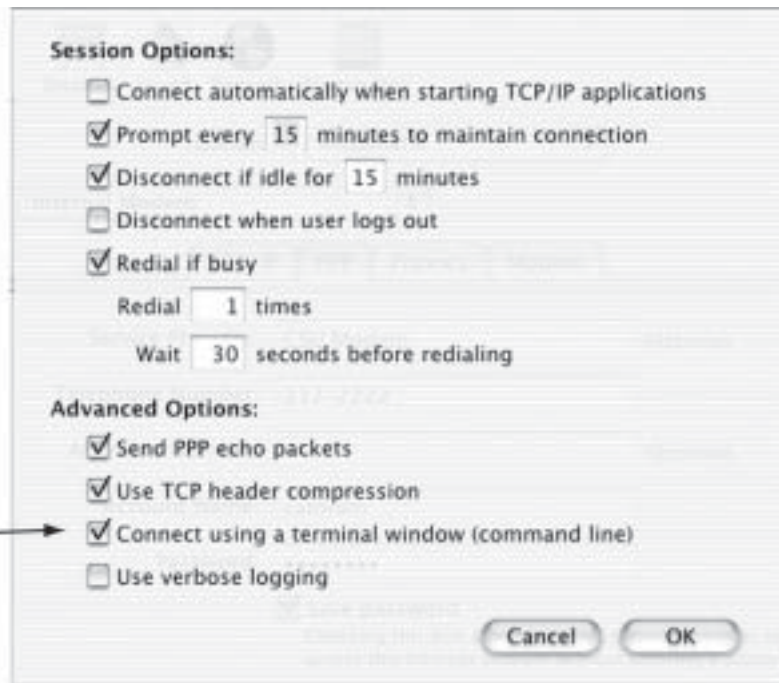 Session Options:
Connect automatically when starting TCP/IP applications
Prompt every 15 minutes to maintain connection
Disconnect if idle for 15 minutes
Disconnect when user logs out
Redial if busy
Redial 1 times
Wait 30 seconds before redialing
Advanced Options:
Send PPP echo packets
Use TCP header compression
Connect using a terminal window (command line)
Use verbose logging
Cancel OK